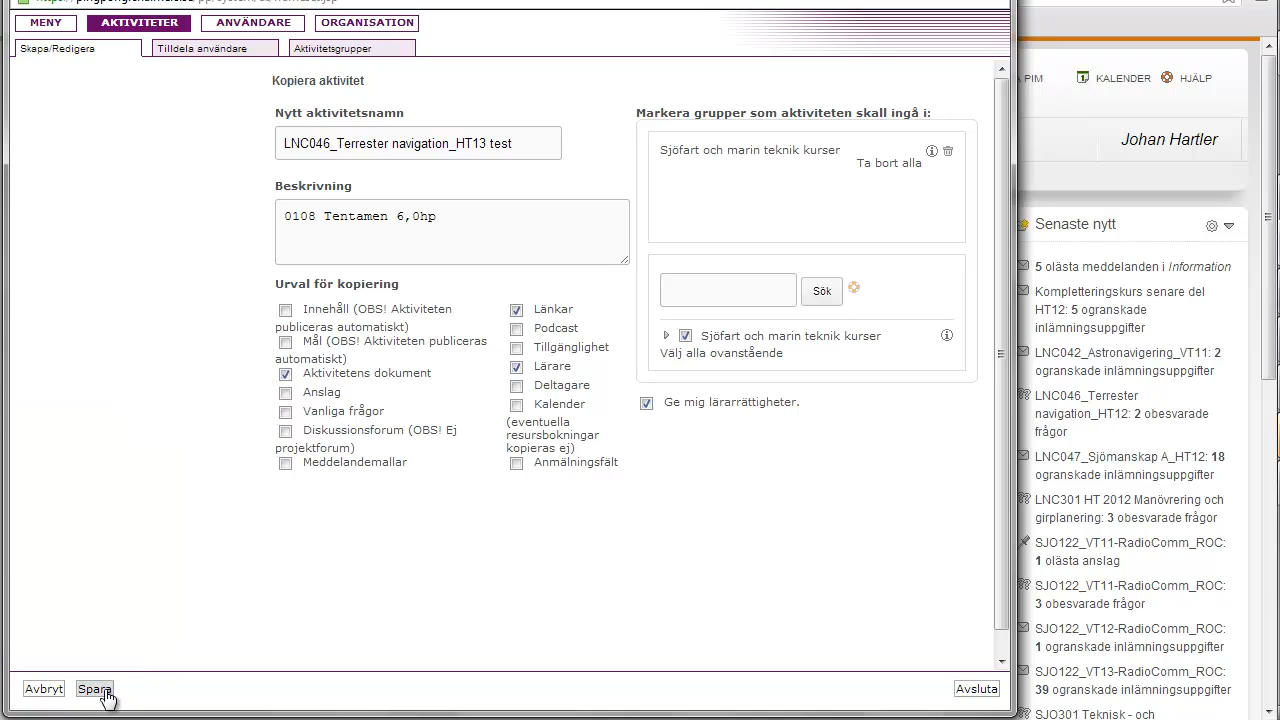 MENY
AKTIVITETER
ANVÄNDARE
ORGANISATION
Skapa/Redigera
Tilldela användare
Aktivitetsgrupper
Kopiera aktivitet
Nytt aktivitetsnamn
LNC046_Terrester navigation_HT13 test
Beskrivning
0108 Tentamen 6,0hp
Urval för kopiering
Innehåll (OBS! Aktiviteten
publiceras automatiskt)
Mål (OBS! Aktiviteten publiceras
automatiskt)
Aktivitetens dokument
Anslag
Vanliga frågor
Diskussionsforum (OBS! Ej
projektforum)
Meddelandemallar
Länkar
Podcast
Tillgänglighet
Lärare
Deltagare
Kalender
(eventuella
resursbokningar
kopieras ej)
Anmälningsfält
Markera grupper som aktiviteten skall ingå i:
Sjöfart och marin teknik kurser
Ta bort alla
Sök
Sjöfart och marin teknik kurser
Välj alla ovanstående
Ge mig lärarrättigheter.
Avbryt
Spara
Avsluta
PIM
KALENDER
HJÄLP
Johan Hartler
Senaste nytt
5 olästa meddelanden i Information
Kompletteringskurs senare del
HT12: 5 ogranskade
inlämningsuppgifter
LNC042_Astronavigering_VT11: 2
ogranskade inlämningsuppgifter
LNC046_Terrester
navigation_HT12: 2 obesvarade
frågor
LNC047_Sjömanskap A_HT12: 18
ogranskade inlämningsuppgifter
LNC301 HT 2012 Manövrering och
girplanering: 3 obesvarade frågor
SJO122_VT11-RadioComm_ROC:
1 olästa anslag
SJO122_VT11-RadioComm_ROC:
3 obesvarade frågor
SJO122_VT12-RadioComm_ROC:
1 ogranskade inlämningsuppgifter
SJO122_VT13-RadioComm_ROC:
39 ogranskade inlämningsuppgifter
SJO301 Teknisk - och